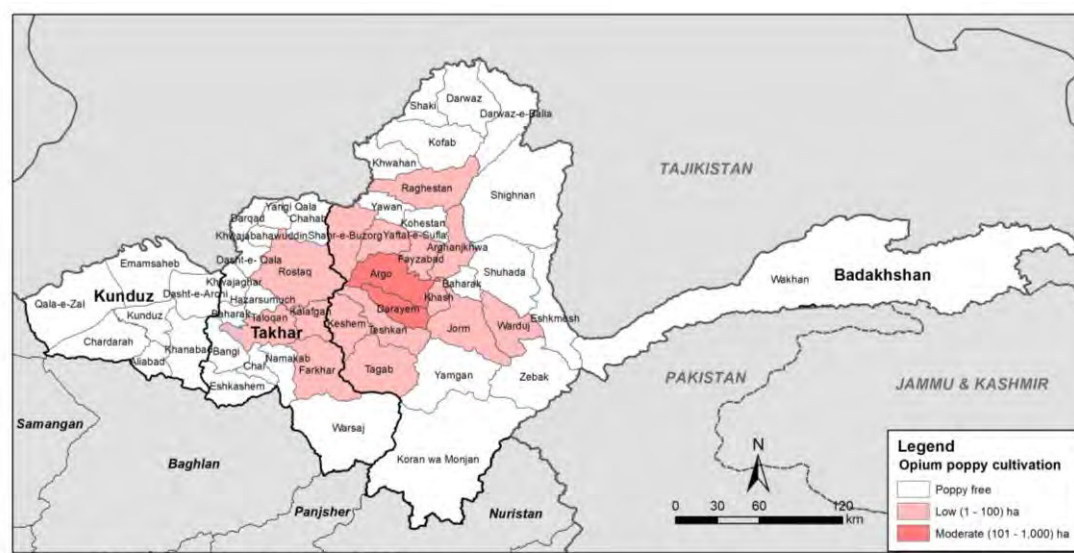 Shaki
Darwaz
Darwaz-e-Balla
Kofab
Khwahan
TAJIKISTAN
Raghestan
Shighnan
Yawan
Yangi Qala
Darqad
Chahab
Kohestan
Khwajabahawuddin
Shahr-e-Buzorg
Yaftal-e-Sufla
Arghanjkhwa
Dasht-e- Qala
Fayzabad
Emamsaheb
Rostaq
Argo
Shuhada
Wakhan
Badakhshan
Khwajaghar
Baharak
Qala-e-Zal
Kunduz
Dasht-e-Archi
Hazarsumuch
Khash
Darayem
Kunduz
Baharak
Taloqan
Kalafgan
Keshem
Teshkan
Jorm
Warduj
Eshkmesh
Takhar
Chardarah
Khanabad
Bangi
Chal
Namakab
Farkhar
Tagab
Yamgan
Zebak
PAKISTAN
JAMMU & KASHMIR
Aliabad
Eshkashem
Samangan
Warsaj
Koran wa Monjan
Baghlan
Panjsher
Nuristan
N
0 30 60 120
km
Legend
Opium poppy cultivation
Poppy free
Low (1 - 100) ha
Moderate (101 - 1,000) ha